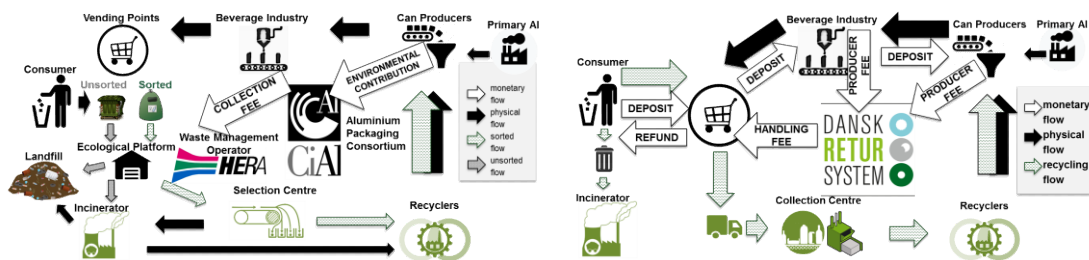 Vending Points
Beverage Industry
Can Producers
Primary Al
Consumer
Unsorted
Sorted
COLLECTION
FEE
ENVIRONMENTAL
CONTRIBUTION
CAl
Aluminium
Packaging
Consortium
CiAl
monetary
flow
physical
flow
sorted
flow
unsorted
flow
Ecological Platform
Waste Management
Operator
HERA
Landfill
Selection Centre
Incinerator
Recyclers
Beverage Industry
Can Producers
Primary Al
Consumer
DEPOSIT
PRODUCER
FEE
DEPOSIT
PRODUCER
FEE
DEPOSIT
REFUND
HANDLING
FEE
DANSK
RETUR
SYSTEM
monetary
flow
physical
flow
recycling
flow
Incinerator
Collection Centre
Recyclers